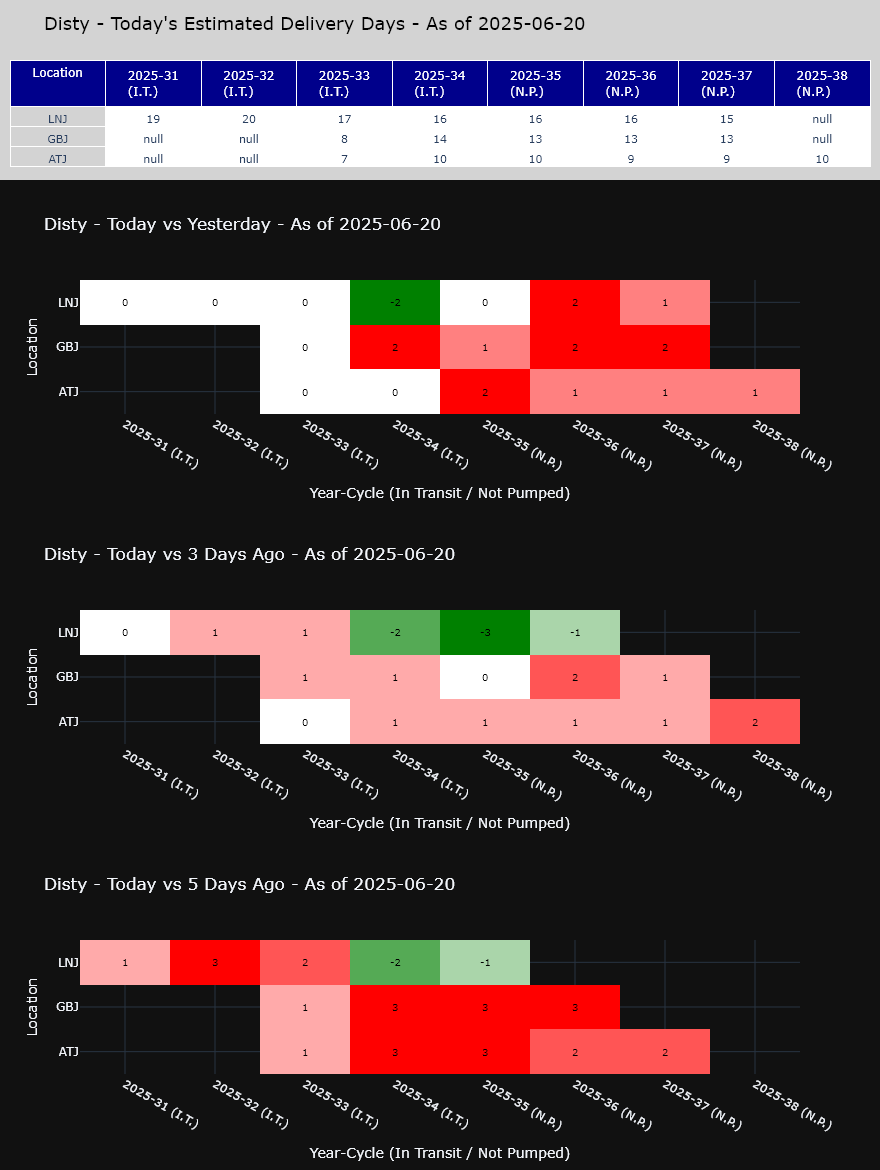 Disty - Today's Estimated Delivery Days - As of 2025-06-20
Location 2025-31 (I.T.) 2025-32 (I.T.) 2025-33 (I.T.) 2025-34 (I.T.) 2025-35 (N.P.) 2025-36 (N.P.) 2025-37 (N.P.) 2025-38 (N.P.)
LNJ 19 20 17 16 16 16 15 null
GBJ null null 8 14 13 13 13 null
ATJ null null 7 10 10 9 9 10
Disty - Today vs Yesterday - As of 2025-06-20
Location
LNJ 0 0 0 -2 0 2 1
GBJ 0 2 1 2 2
ATJ 0 0 2 1 1 1
2025-31 (I.T.) 2025-32 (I.T.) 2025-33 (I.T.) 2025-34 (I.T.) 2025-35 (N.P.) 2025-36 (N.P.) 2025-37 (N.P.) 2025-38 (N.P.)
Year-Cycle (In Transit / Not Pumped)
Disty - Today vs 3 Days Ago - As of 2025-06-20
Location
LNJ 0 1 1 -2 -3 -1
GBJ 1 1 0 2 1
ATJ 0 1 1 1 1 2
2025-31 (I.T.) 2025-32 (I.T.) 2025-33 (I.T.) 2025-34 (I.T.) 2025-35 (N.P.) 2025-36 (N.P.) 2025-37 (N.P.) 2025-38 (N.P.)
Year-Cycle (In Transit / Not Pumped)
Disty - Today vs 5 Days Ago - As of 2025-06-20
Location
LNJ 1 3 2 -2 -1
GBJ 1 3 3 3
ATJ 1 3 3 2 2
2025-31 (I.T.) 2025-32 (I.T.) 2025-33 (I.T.) 2025-34 (I.T.) 2025-35 (N.P.) 2025-36 (N.P.) 2025-37 (N.P.) 2025-38 (N.P.)
Year-Cycle (In Transit / Not Pumped)